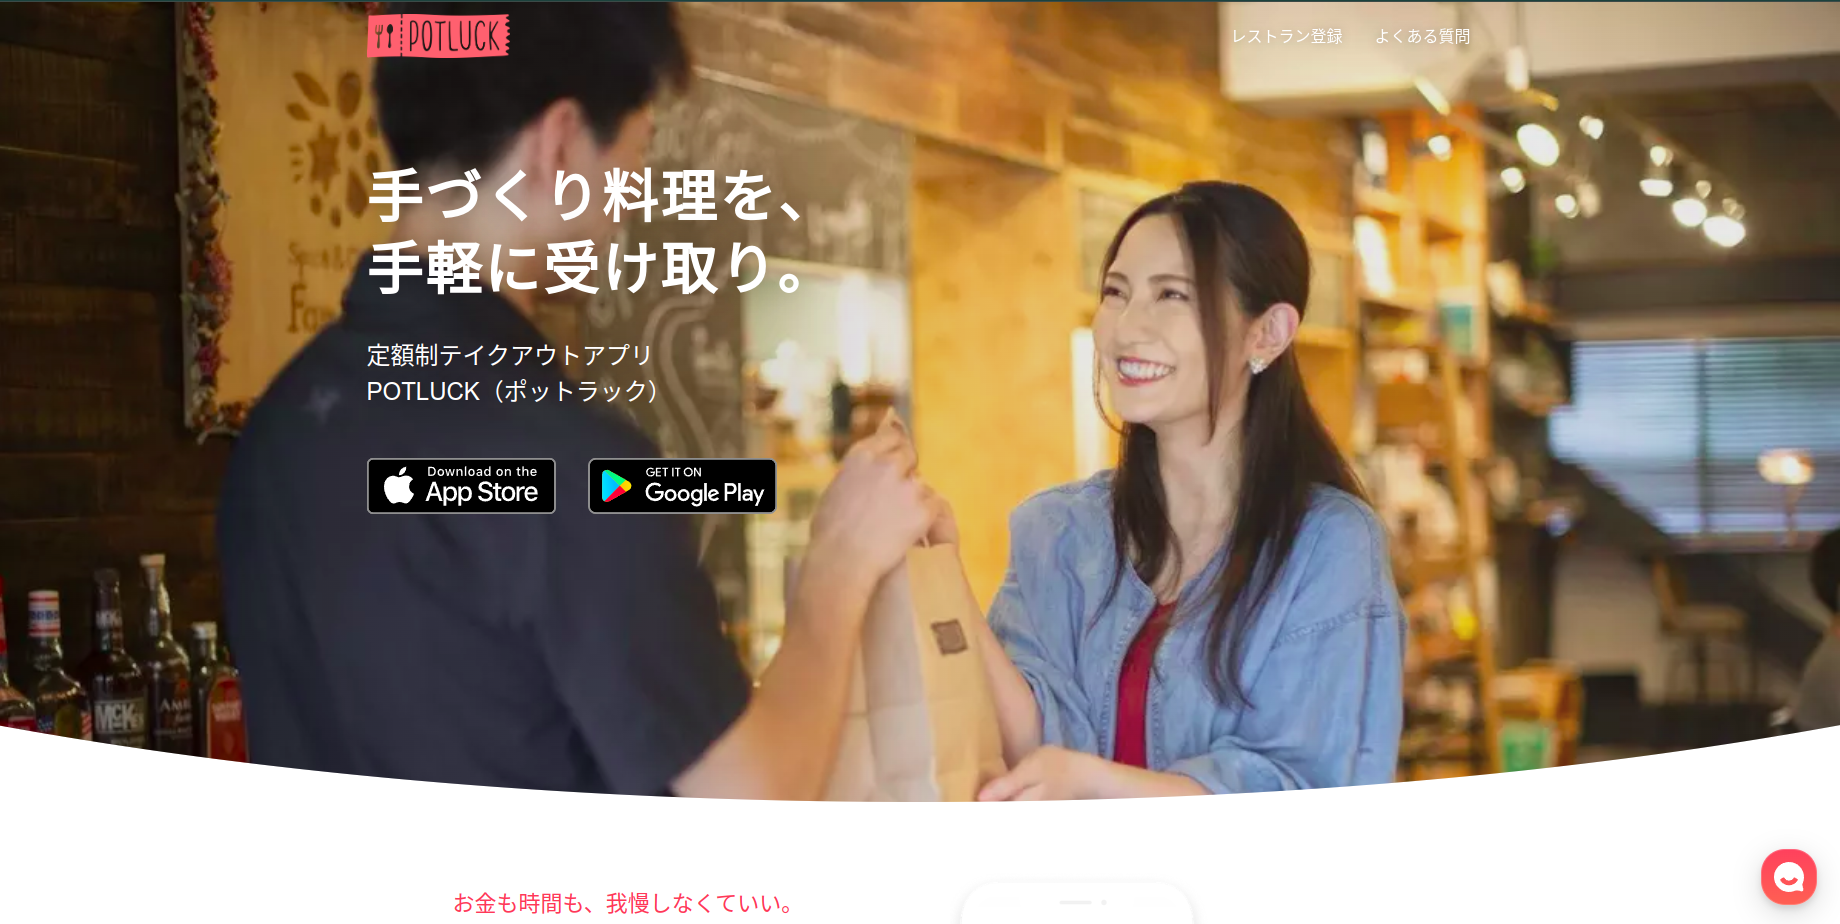 POTLUCK
レストラン登録
よくある質問
手づくり料理を、
手軽に受け取り。
定額制テイクアウトアプリ
POTLUCK（ポットラック）
Download on the
App Store
GET IT ON
Google Play
お金も時間も、我慢しなくていい。